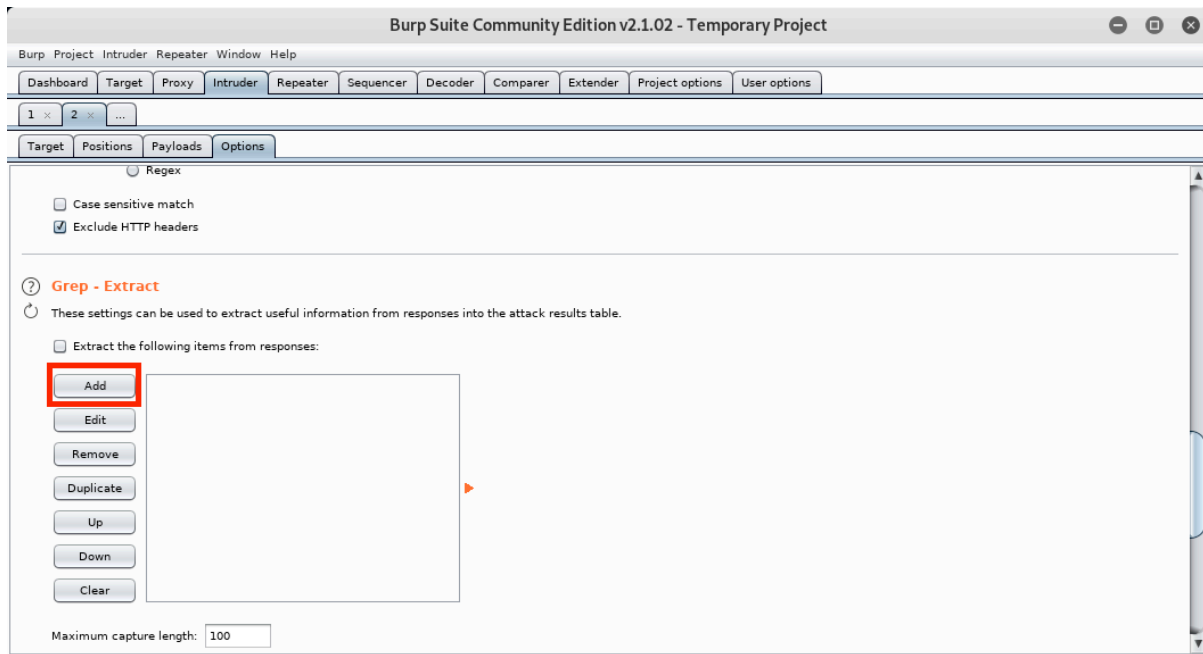 Burp Suite Community Edition v2.1.02 - Temporary Project
Burp Project Intruder Repeater Window Help
Dashboard Target Proxy Intruder Repeater Sequencer Decoder Comparer Extender Project options User options
1 × 2 × ...
Target Positions Payloads Options
Regex
Case sensitive match
Exclude HTTP headers
? Grep - Extract
These settings can be used to extract useful information from responses into the attack results table.
Extract the following items from responses:
Add
Edit
Remove
Duplicate
Up
Down
Clear
Maximum capture length: 100